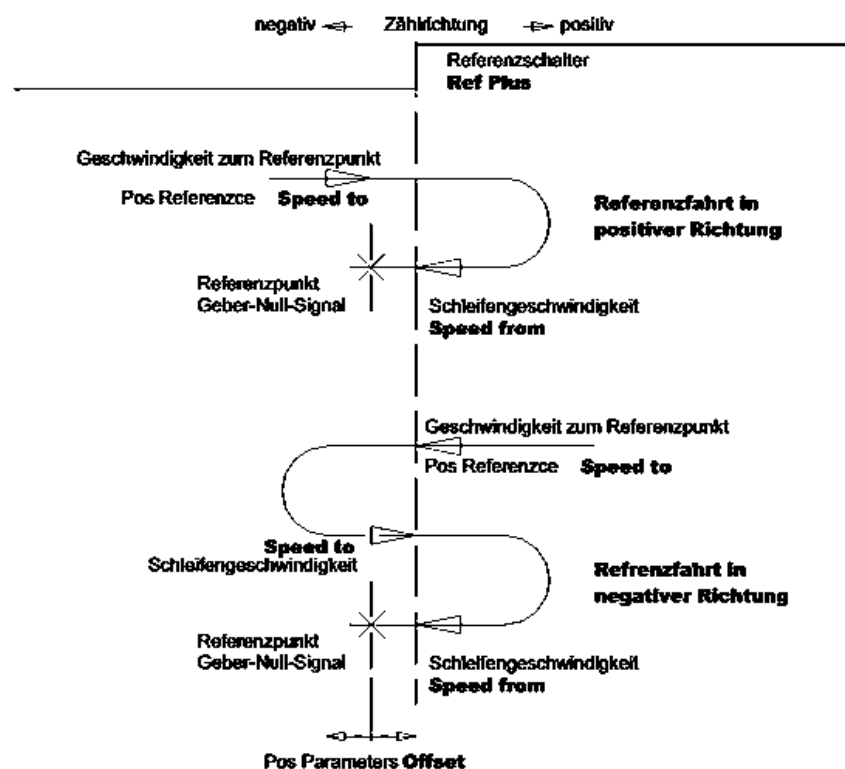 negativ Zählrichtung positiv
Referenzschalter
Ref Plus
Geschwindigkeit zum Referenzpunkt
Pos Referenzce Speed to
Referenzfahrt in
positiver Richtung
Referenzpunkt
Geber-Null-Signal
Schleifengeschwindigkeit
Speed from
Geschwindigkeit zum Referenzpunkt
Pos Referenzce Speed to
Speed to
Schleifengeschwindigkeit
Refrenzfahrt in
negativer Richtung
Referenzpunkt
Geber-Null-Signal
Schleifengeschwindigkeit
Speed from
Pos Parameters Offset